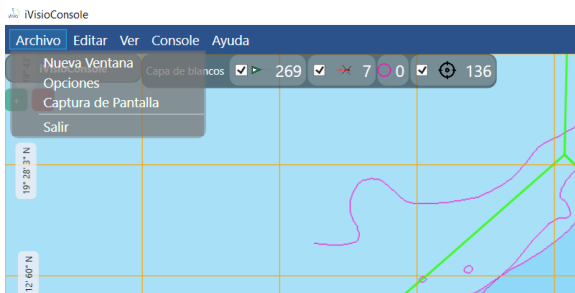 iVisioConsole
Archivo Editar Ver Console Ayuda
Nueva Ventana
iVisioConsole
Capa de blancos 269 7 0 136
Opciones
Captura de Pantalla
Salir
19° 28' 3" N
12' 60" N